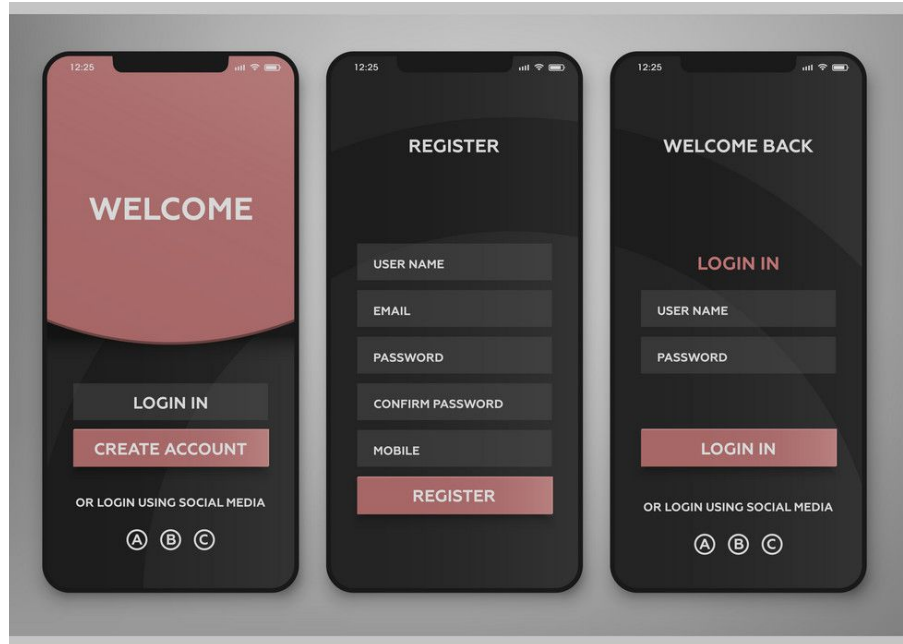 12:25
WELCOME
LOGIN IN
CREATE ACCOUNT
OR LOGIN USING SOCIAL MEDIA
A B C
12:25
REGISTER
USER NAME
EMAIL
PASSWORD
CONFIRM PASSWORD
MOBILE
REGISTER
12:25
WELCOME BACK
LOGIN IN
USER NAME
PASSWORD
LOGIN IN
OR LOGIN USING SOCIAL MEDIA
A B C